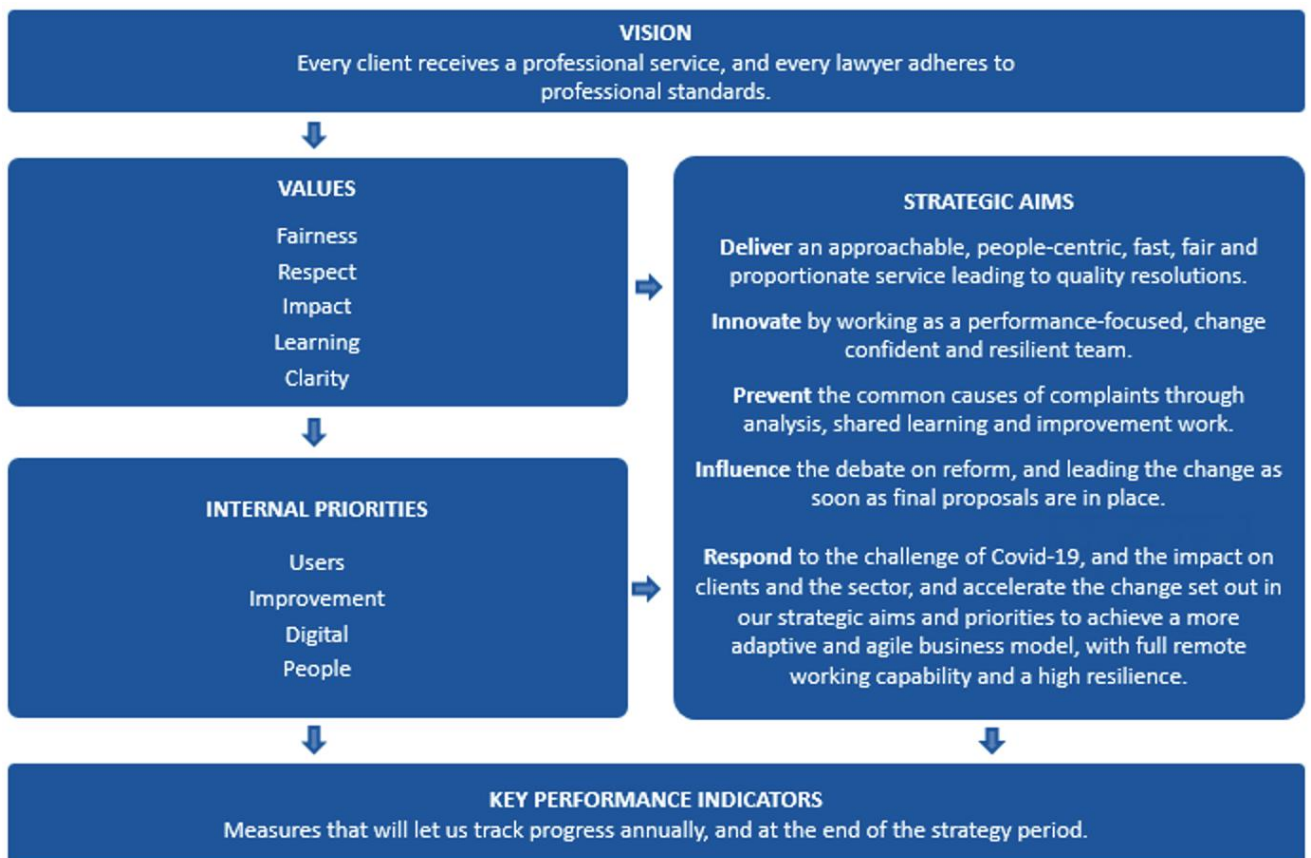 VISION
Every client receives a professional service, and every lawyer adheres to
professional standards.
VALUES
Fairness
Respect
Impact
Learning
Clarity
INTERNAL PRIORITIES
Users
Improvement
Digital
People
STRATEGIC AIMS
Deliver an approachable, people-centric, fast, fair and
proportionate service leading to quality resolutions.
Innovate by working as a performance-focused, change
confident and resilient team.
Prevent the common causes of complaints through
analysis, shared learning and improvement work.
Influence the debate on reform, and leading the change as
soon as final proposals are in place.
Respond to the challenge of Covid-19, and the impact on
clients and the sector, and accelerate the change set out in
our strategic aims and priorities to achieve a more
adaptive and agile business model, with full remote
working capability and a high resilience.
KEY PERFORMANCE INDICATORS
Measures that will let us track progress annually, and at the end of the strategy period.